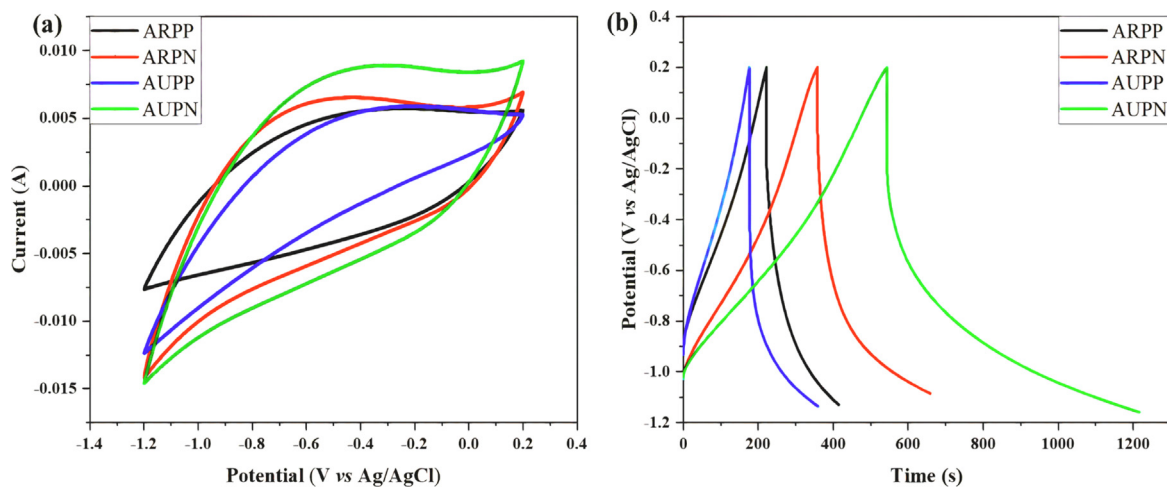 (a)
ARPP
ARPN
AUPP
AUPN
0.010
0.005
0.000
-0.005
-0.010
-0.015
Current (A)
-1.4 -1.2 -1.0 -0.8 -0.6 -0.4 -0.2 0.0 0.2 0.4
Potential (V vs Ag/AgCl)
(b)
ARPP
ARPN
AUPP
AUPN
0.4
0.2
0.0
-0.2
-0.4
-0.6
-0.8
-1.0
-1.2
Potential (V vs Ag/AgCl)
0 200 400 600 800 1000 1200
Time (s)